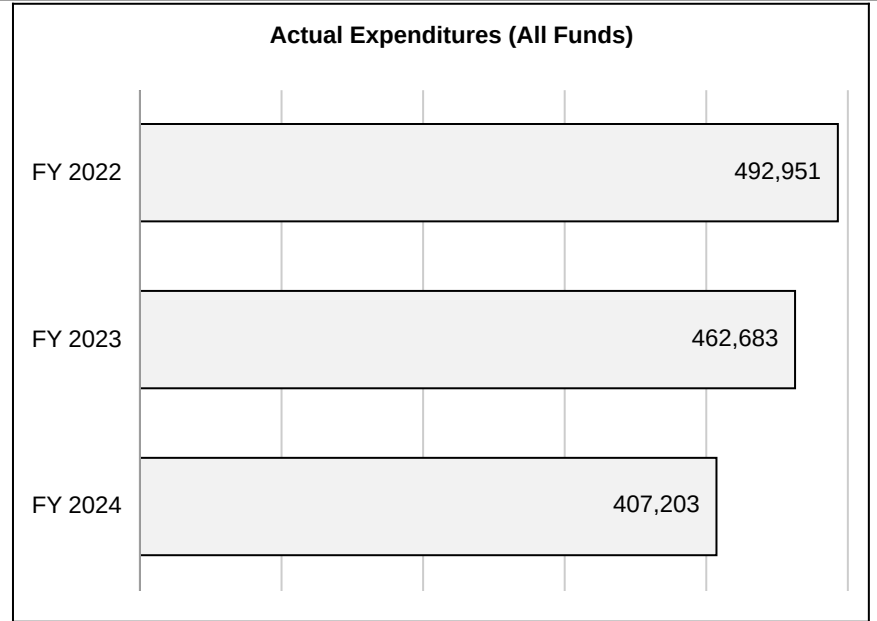 Actual Expenditures (All Funds)
FY 2022
492,951
FY 2023
462,683
FY 2024
407,203